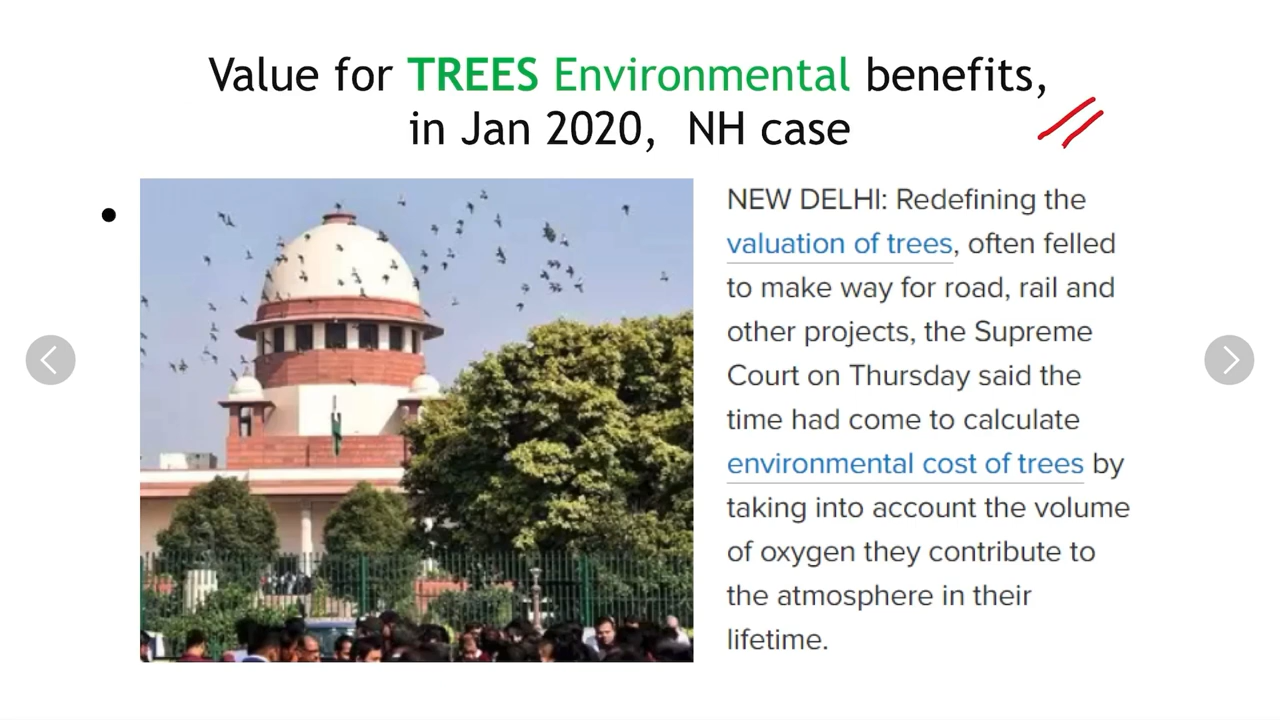 Value for TREES Environmental benefits,
in Jan 2020, NH case
NEW DELHI: Redefining the
valuation of trees, often felled
to make way for road, rail and
other projects, the Supreme
Court on Thursday said the
time had come to calculate
environmental cost of trees by
taking into account the volume
of oxygen they contribute to
the atmosphere in their
lifetime.